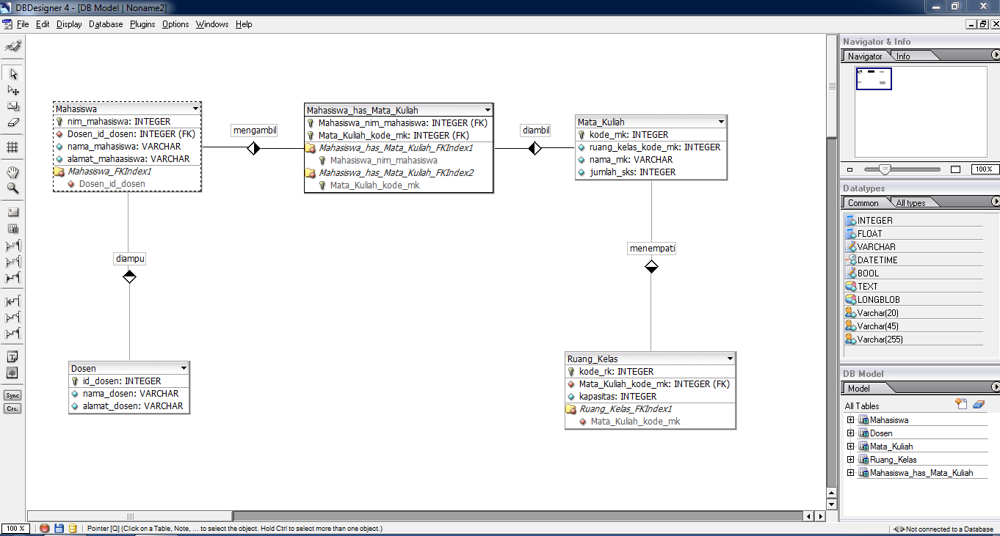 DBDesigner 4 - [DB Model | Noname2]
File Edit Display Database Plugins Options Windows Help
Mahasiswa
nim_mahasiswa: INTEGER
Dosen_id_dosen: INTEGER (FK)
nama_mahasiswa: VARCHAR
alamat_mahaasiswa: VARCHAR
Mahasiswa_FKIndex1
Dosen_id_dosen
mengambil
Mahasiswa_has_Mata_Kuliah
Mahasiswa_nim_mahasiswa: INTEGER (FK)
Mata_Kuliah_kode_mk: INTEGER (FK)
Mahasiswa_has_Mata_Kuliah_FKIndex1
Mahasiswa_nim_mahasiswa
Mahasiswa_has_Mata_Kuliah_FKIndex2
Mata_Kuliah_kode_mk
diambil
Mata_Kuliah
kode_mk: INTEGER
ruang_kelas_kode_mk: INTEGER
nama_mk: VARCHAR
jumlah_sks: INTEGER
diampu
menempati
Dosen
id_dosen: INTEGER
nama_dosen: VARCHAR
alamat_dosen: VARCHAR
Ruang_Kelas
kode_rk: INTEGER
Mata_Kuliah_kode_mk: INTEGER (FK)
kapasitas: INTEGER
Ruang_Kelas_FKIndex1
Mata_Kuliah_kode_mk
Sync
Crc.
Navigator & Info
Navigator Info
100%
Datatypes
Common All types
INTEGER
FLOAT
VARCHAR
DATETIME
BOOL
TEXT
LONGBLOB
Varchar(20)
Varchar(45)
Varchar(255)
DB Model
Model
All Tables
Mahasiswa
Dosen
Mata_Kuliah
Ruang_Kelas
Mahasiswa_has_Mata_Kuliah
100 % Pointer [Q] (Click on a Table, Note, ... to select the object. Hold Ctrl to select more than one object.) Not connected to a Database